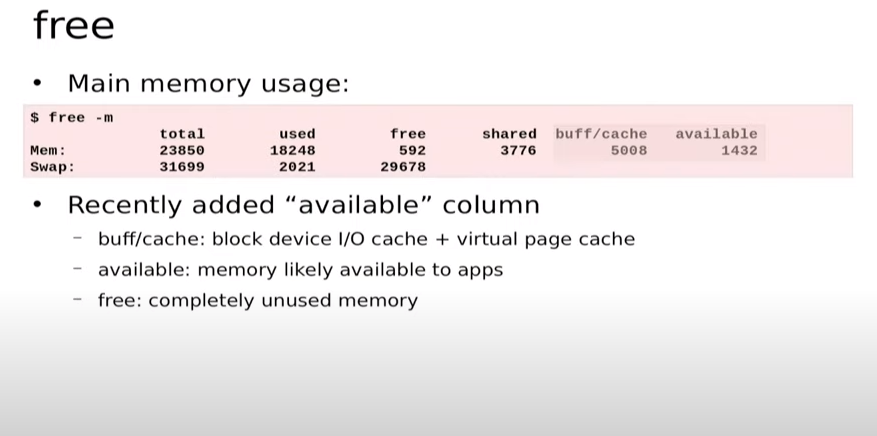 free
• Main memory usage:
$ free -m
total used free shared buff/cache available
Mem: 23850 18248 592 3776 5008 1432
Swap: 31699 2021 29678
• Recently added “available” column
– buff/cache: block device I/O cache + virtual page cache
– available: memory likely available to apps
– free: completely unused memory